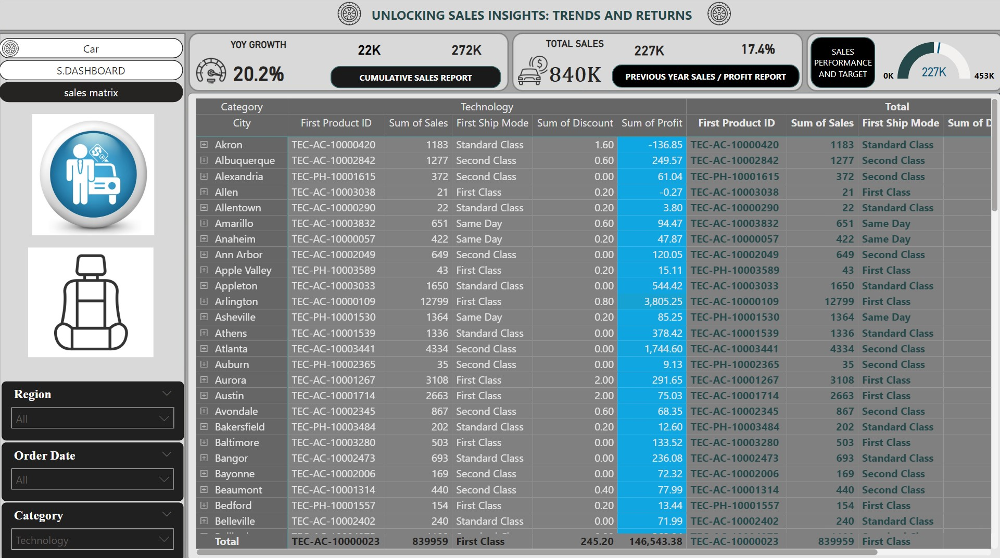 UNLOCKING SALES INSIGHTS: TRENDS AND RETURNS
Car
S.DASHBOARD
sales matrix
YOY GROWTH
20.2%
22K 272K
CUMULATIVE SALES REPORT
TOTAL SALES
840K
227K 17.4%
PREVIOUS YEAR SALES / PROFIT REPORT
SALES
PERFORMANCE
AND TARGET
0K 227K 453K
Category Technology Total
City First Product ID Sum of Sales First Ship Mode Sum of Discount Sum of Profit First Product ID Sum of Sales First Ship Mode Sum of D
Akron TEC-AC-10000420 1183 Standard Class 1.60 -136.85 TEC-AC-10000420 1183 Standard Class
Albuquerque TEC-AC-10002842 1277 Second Class 0.60 249.57 TEC-AC-10002842 1277 Second Class
Alexandria TEC-PH-10001615 372 Second Class 0.00 61.04 TEC-PH-10001615 372 Second Class
Allen TEC-AC-10003038 21 First Class 0.20 -0.27 TEC-AC-10003038 21 First Class
Allentown TEC-AC-10000290 22 Standard Class 0.20 3.80 TEC-AC-10000290 22 Standard Class
Amarillo TEC-AC-10003832 651 Same Day 0.60 94.47 TEC-AC-10003832 651 Same Day
Anaheim TEC-AC-10000057 422 Same Day 0.20 47.87 TEC-AC-10000057 422 Same Day
Ann Arbor TEC-AC-10002049 649 Second Class 0.00 120.05 TEC-AC-10002049 649 Second Class
Apple Valley TEC-PH-10003589 43 First Class 0.20 15.11 TEC-PH-10003589 43 First Class
Appleton TEC-AC-10003033 1650 Standard Class 0.00 544.42 TEC-AC-10003033 1650 Standard Class
Arlington TEC-AC-10000109 12799 First Class 0.80 3,805.25 TEC-AC-10000109 12799 First Class
Asheville TEC-PH-10001530 1364 Same Day 0.20 85.25 TEC-PH-10001530 1364 Same Day
Athens TEC-AC-10001539 1336 Standard Class 0.00 378.42 TEC-AC-10001539 1336 Standard Class
Atlanta TEC-AC-10003441 4334 Second Class 0.00 1,744.60 TEC-AC-10003441 4334 Second Class
Auburn TEC-PH-10002365 35 Second Class 0.00 9.13 TEC-PH-10002365 35 Second Class
Aurora TEC-AC-10001267 3108 First Class 2.00 291.65 TEC-AC-10001267 3108 First Class
Austin TEC-AC-10001714 2663 First Class 2.00 75.03 TEC-AC-10001714 2663 First Class
Avondale TEC-AC-10002345 867 Second Class 0.60 68.35 TEC-AC-10002345 867 Second Class
Bakersfield TEC-PH-10003484 202 Standard Class 0.20 12.60 TEC-PH-10003484 202 Standard Class
Baltimore TEC-AC-10003280 503 First Class 0.00 133.52 TEC-AC-10003280 503 First Class
Bangor TEC-AC-10002473 693 Standard Class 0.00 236.08 TEC-AC-10002473 693 Standard Class
Bayonne TEC-AC-10002006 169 Second Class 0.00 72.32 TEC-AC-10002006 169 Second Class
Beaumont TEC-AC-10001314 440 Second Class 0.40 77.99 TEC-AC-10001314 440 Second Class
Bedford TEC-PH-10001557 154 First Class 0.20 13.44 TEC-PH-10001557 154 First Class
Belleville TEC-AC-10002402 240 Standard Class 0.00 71.99 TEC-AC-10002402 240 Standard Class
Total TEC-AC-10000023 839959 First Class 245.20 146,543.38 TEC-AC-10000023 839959 First Class
Region
All
Order Date
All
Category
Technology